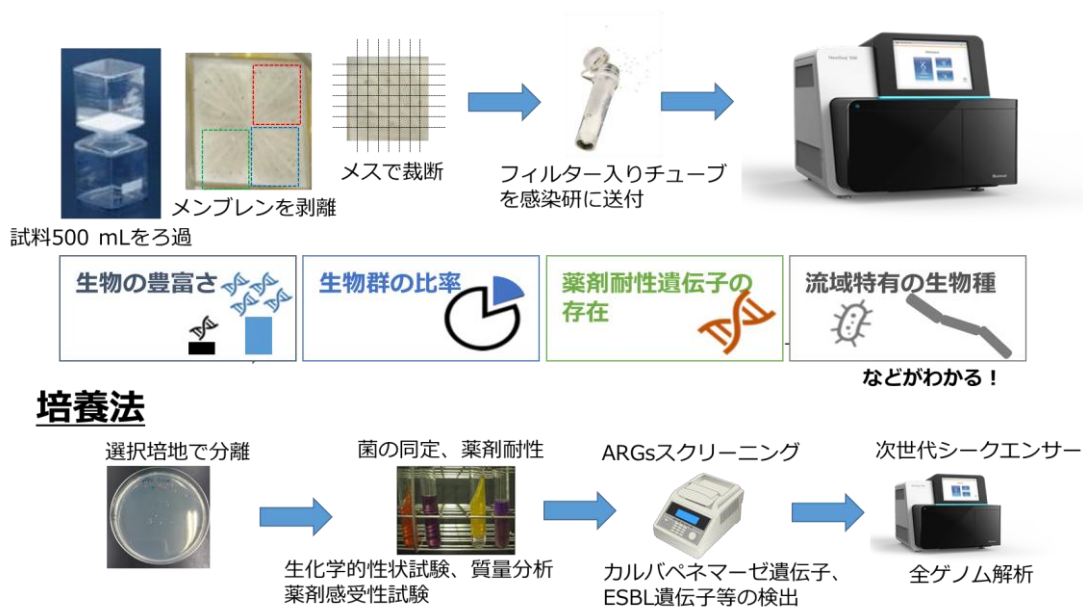 メスで裁断
メンブレンを剥離
フィルター入りチューブ
を感染研に送付
試料500 mLをろ過
生物の豊富さ
生物群の比率
薬剤耐性遺伝子の
存在
流域特有の生物種
などがわかる！
培養法
選択培地で分離
菌の同定、薬剤耐性
ARGsスクリーニング
次世代シークエンサー
生化学的性状試験、質量分析
薬剤感受性試験
カルバペネマーゼ遺伝子、
ESBL遺伝子等の検出
全ゲノム解析